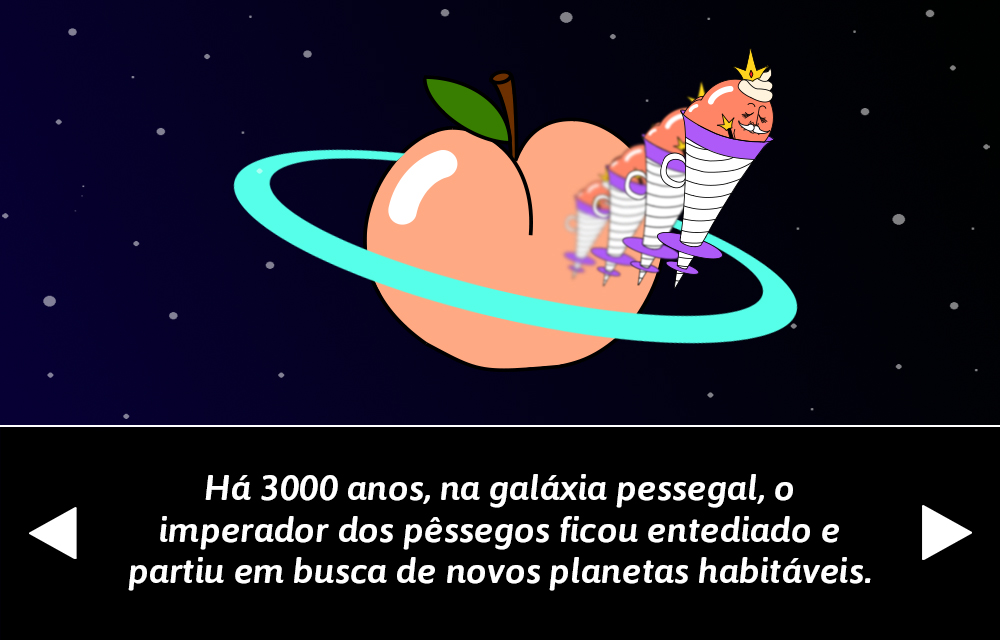 Há 3000 anos, na galáxia pessegal, o
imperador dos pêssegos ficou entediado e
partiu em busca de novos planetas habitáveis.